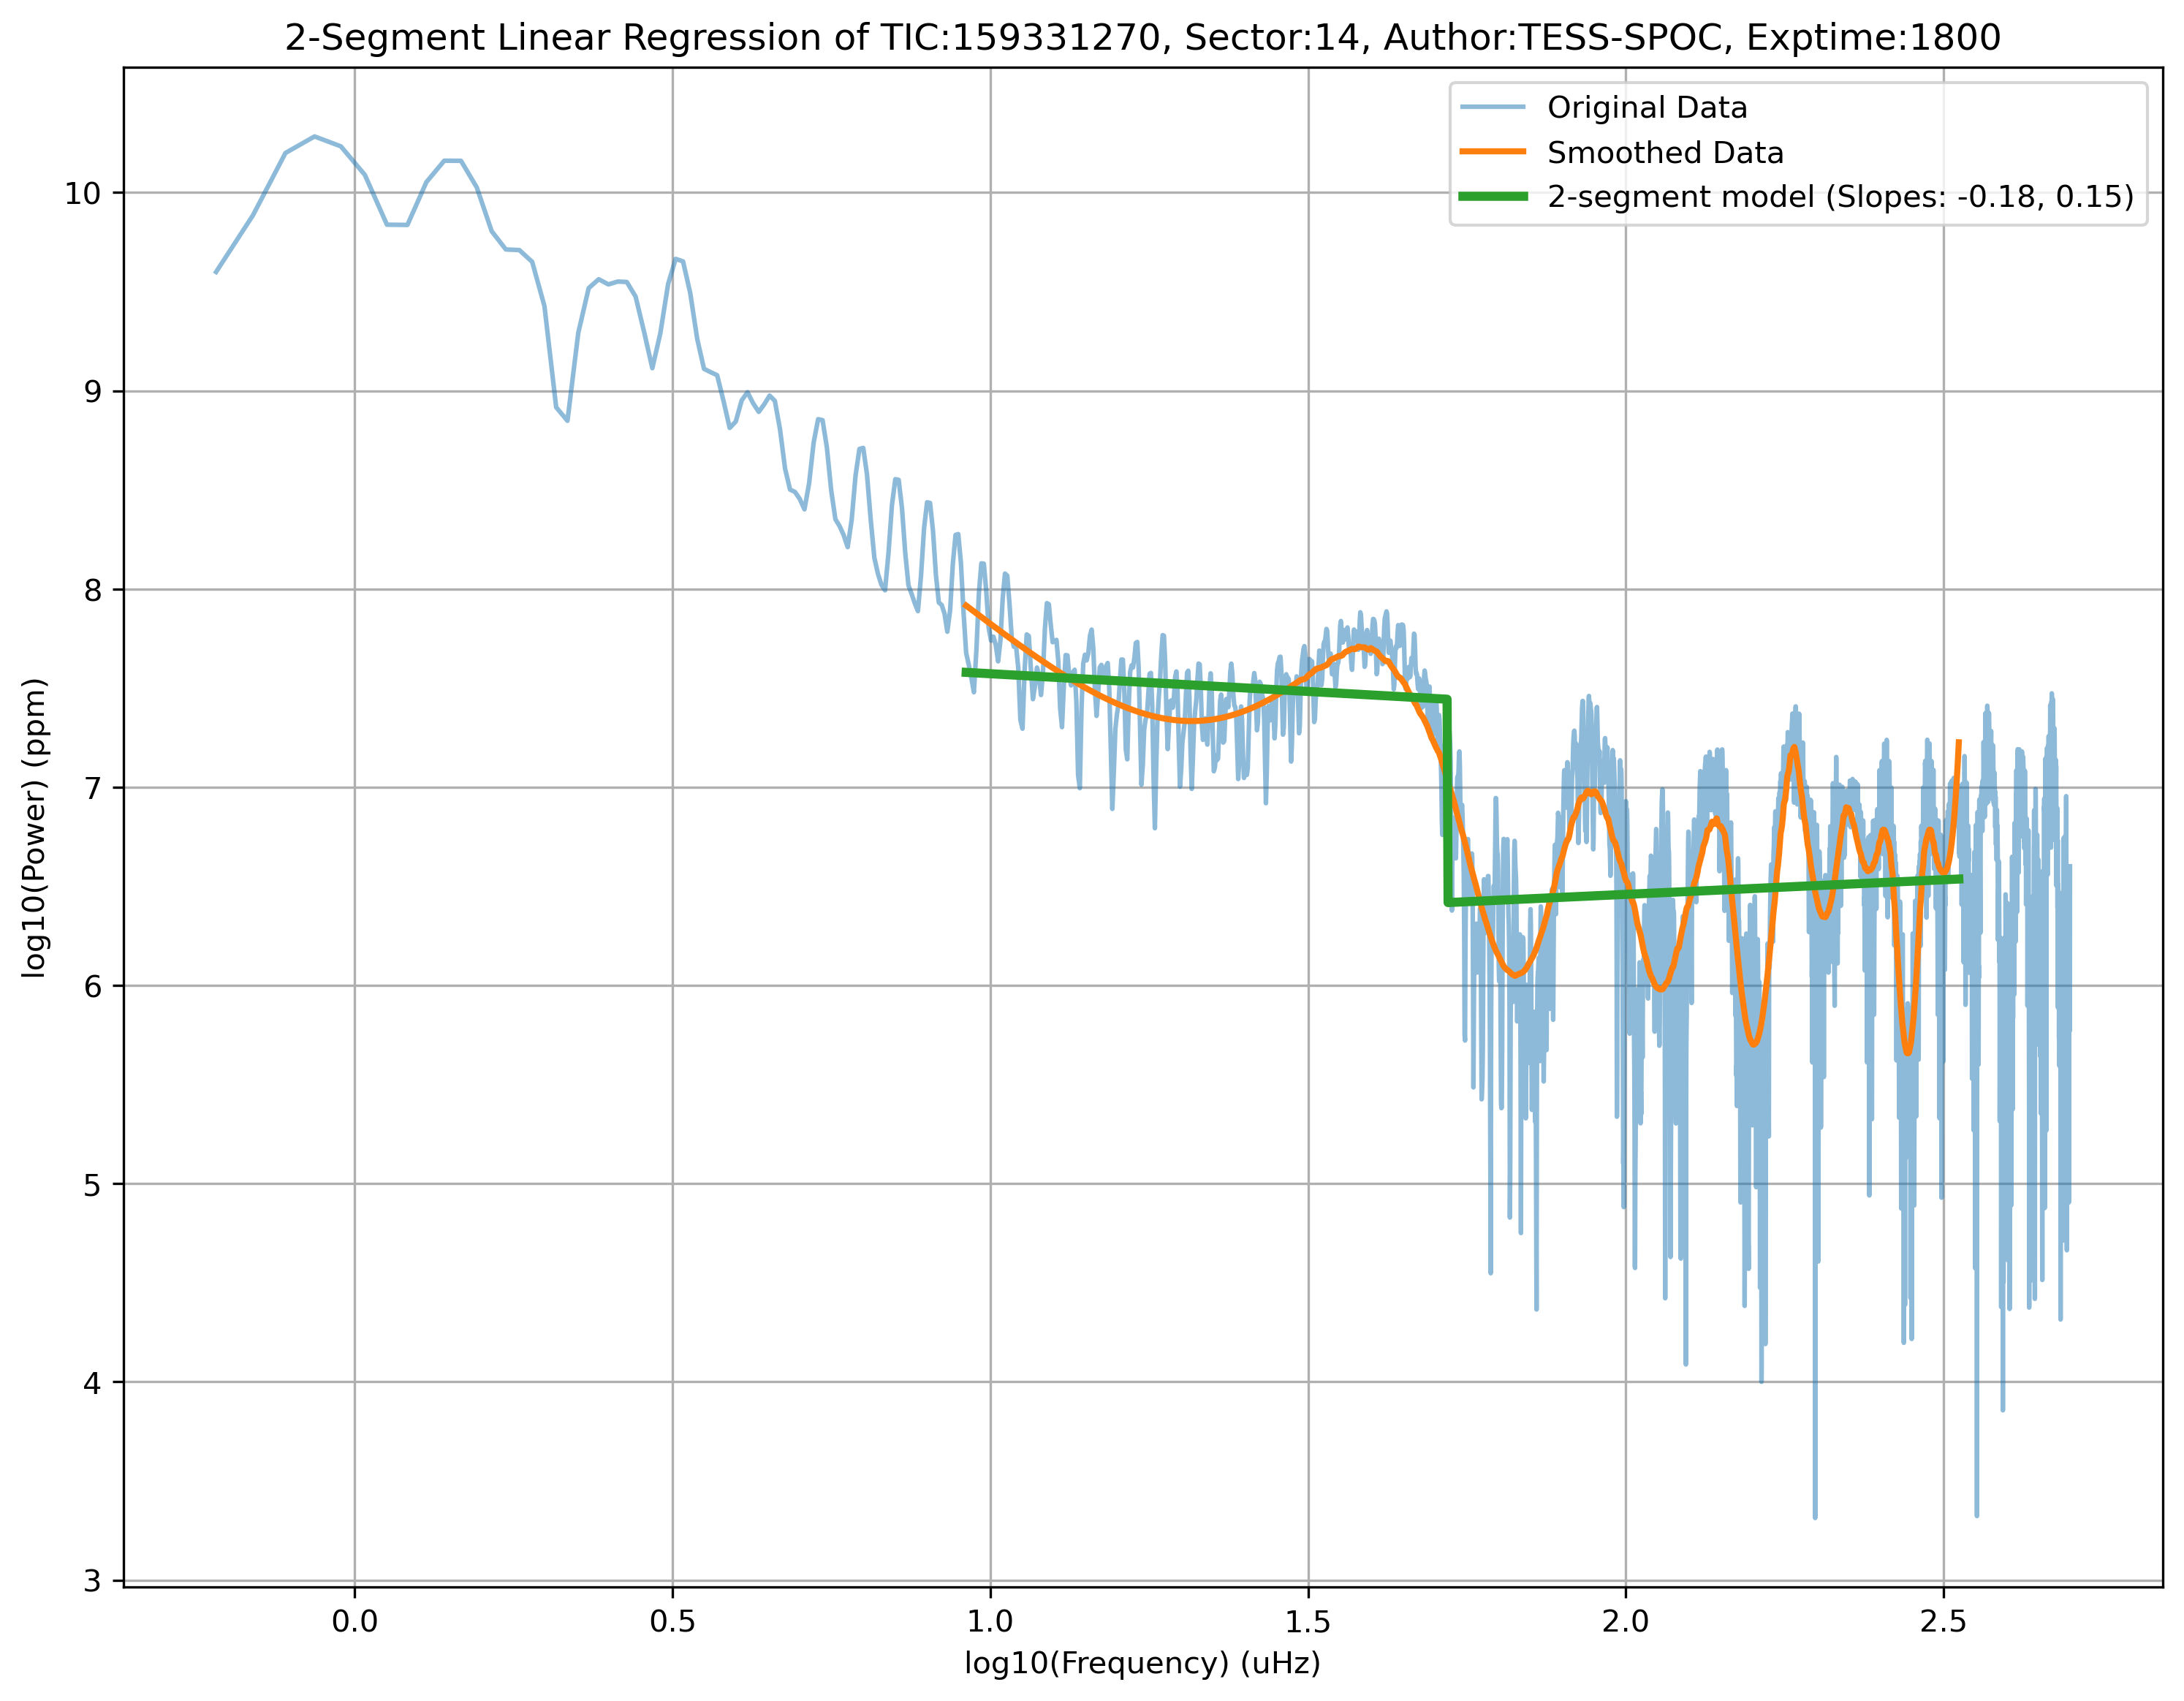 2-Segment Linear Regression of TIC:159331270, Sector:14, Author:TESS-SPOC, Exptime:1800
Original Data
Smoothed Data
2-segment model (Slopes: -0.18, 0.15)
log10(Power) (ppm)
10
9
8
7
6
5
4
3
0.0 0.5 1.0 1.5 2.0 2.5
log10(Frequency) (uHz)